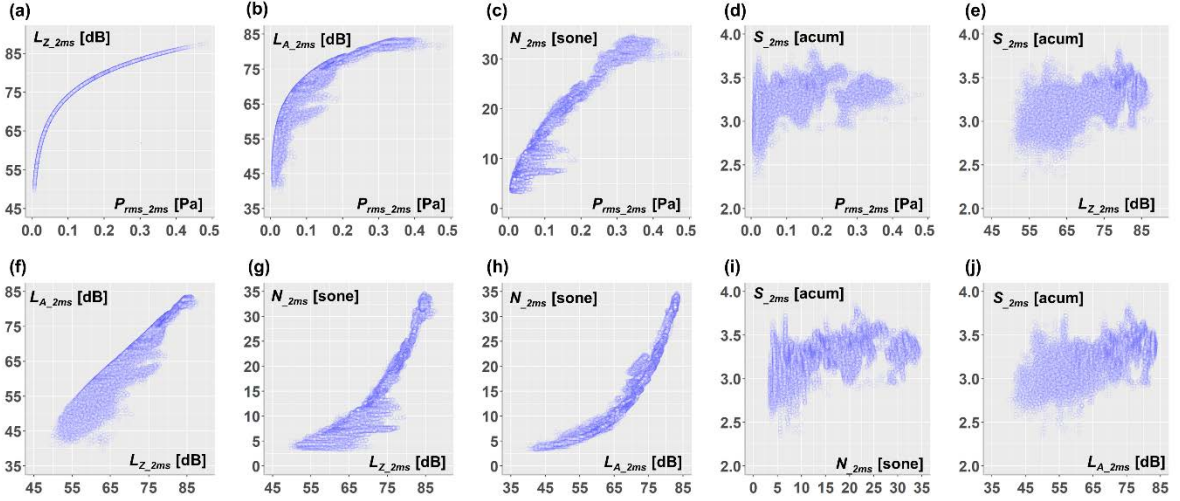 (a)
L_Z_2ms [dB]
85
75
65
55
45
P_rms_2ms [Pa]
0.0 0.1 0.2 0.3 0.4 0.5
(b)
L_A_2ms [dB]
85
75
65
55
45
35
P_rms_2ms [Pa]
0.0 0.1 0.2 0.3 0.4 0.5
(c)
N_2ms [sone]
30
20
10
0
P_rms_2ms [Pa]
0.0 0.1 0.2 0.3 0.4 0.5
(d)
S_2ms [acum]
4.0
3.5
3.0
2.5
2.0
P_rms_2ms [Pa]
0.0 0.1 0.2 0.3 0.4 0.5
(e)
S_2ms [acum]
4.0
3.5
3.0
2.5
2.0
L_Z_2ms [dB]
45 55 65 75 85
(f)
L_A_2ms [dB]
85
75
65
55
45
35
L_Z_2ms [dB]
45 55 65 75 85
(g)
N_2ms [sone]
35
30
25
20
15
10
5
0
L_Z_2ms [dB]
45 55 65 75 85
(h)
N_2ms [sone]
35
30
25
20
15
10
5
0
L_A_2ms [dB]
35 45 55 65 75 85
(i)
S_2ms [acum]
4.0
3.5
3.0
2.5
2.0
N_2ms [sone]
0 5 10 15 20 25 30 35
(j)
S_2ms [acum]
4.0
3.5
3.0
2.5
2.0
L_A_2ms [dB]
35 45 55 65 75 85